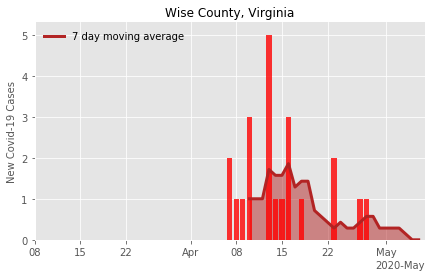 Wise County, Virginia
7 day moving average
New Covid-19 Cases
5
4
3
2
1
0
08 15 22 Apr 08 15 22 May
2020-May